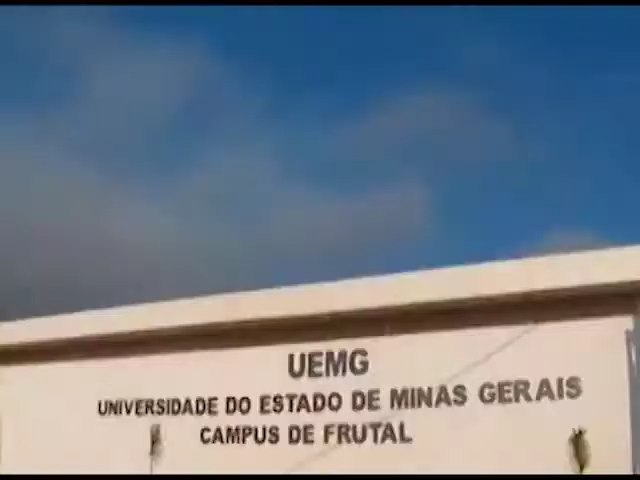 UEMG
UNIVERSIDADE DO ESTADO DE MINAS GERAIS
CAMPUS DE FRUTAL